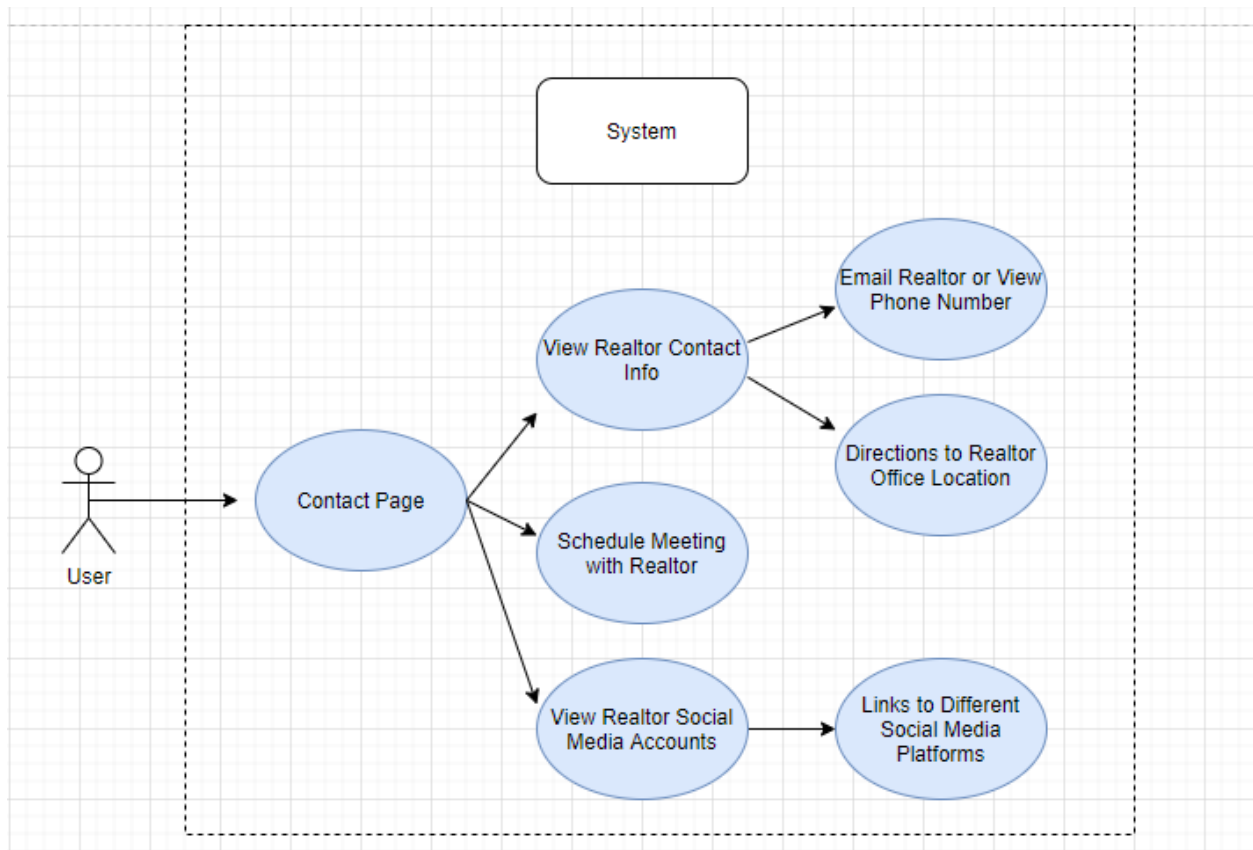 System
Email Realtor or View
Phone Number
View Realtor Contact
Info
Directions to Realtor
Office Location
Contact Page
Schedule Meeting
with Realtor
User
View Realtor Social
Media Accounts
Links to Different
Social Media
Platforms